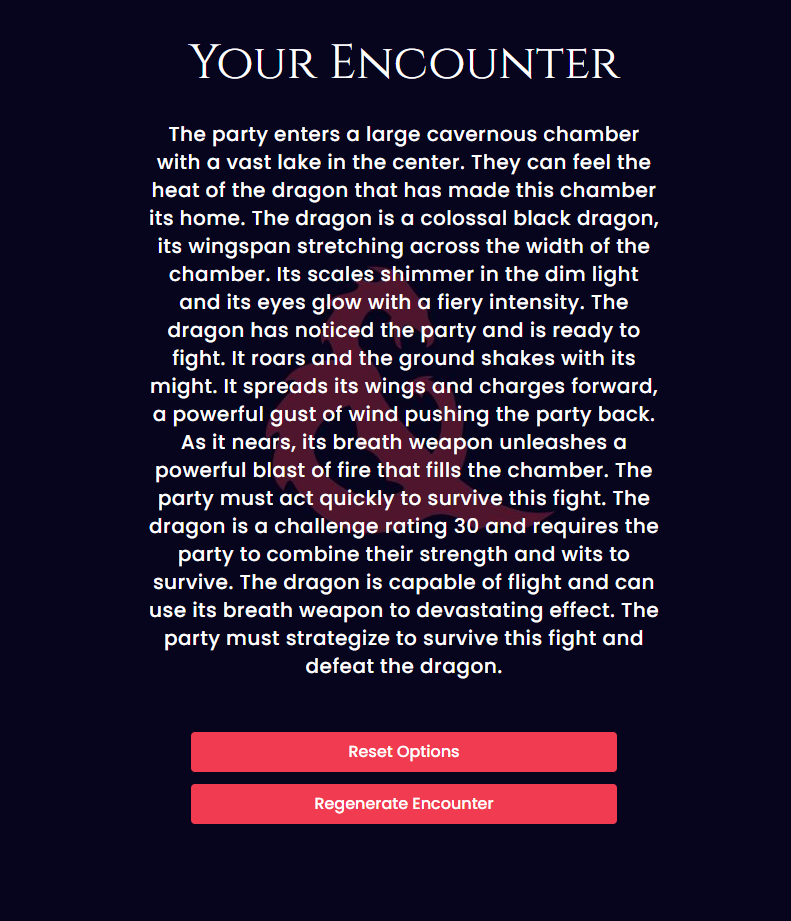 Your Encounter
The party enters a large cavernous chamber
with a vast lake in the center. They can feel the
heat of the dragon that has made this chamber
its home. The dragon is a colossal black dragon,
its wingspan stretching across the width of the
chamber. Its scales shimmer in the dim light
and its eyes glow with a fiery intensity. The
dragon has noticed the party and is ready to
fight. It roars and the ground shakes with its
might. It spreads its wings and charges forward,
a powerful gust of wind pushing the party back.
As it nears, its breath weapon unleashes a
powerful blast of fire that fills the chamber. The
party must act quickly to survive this fight. The
dragon is a challenge rating 30 and requires the
party to combine their strength and wits to
survive. The dragon is capable of flight and can
use its breath weapon to devastating effect. The
party must strategize to survive this fight and
defeat the dragon.
Reset Options
Regenerate Encounter